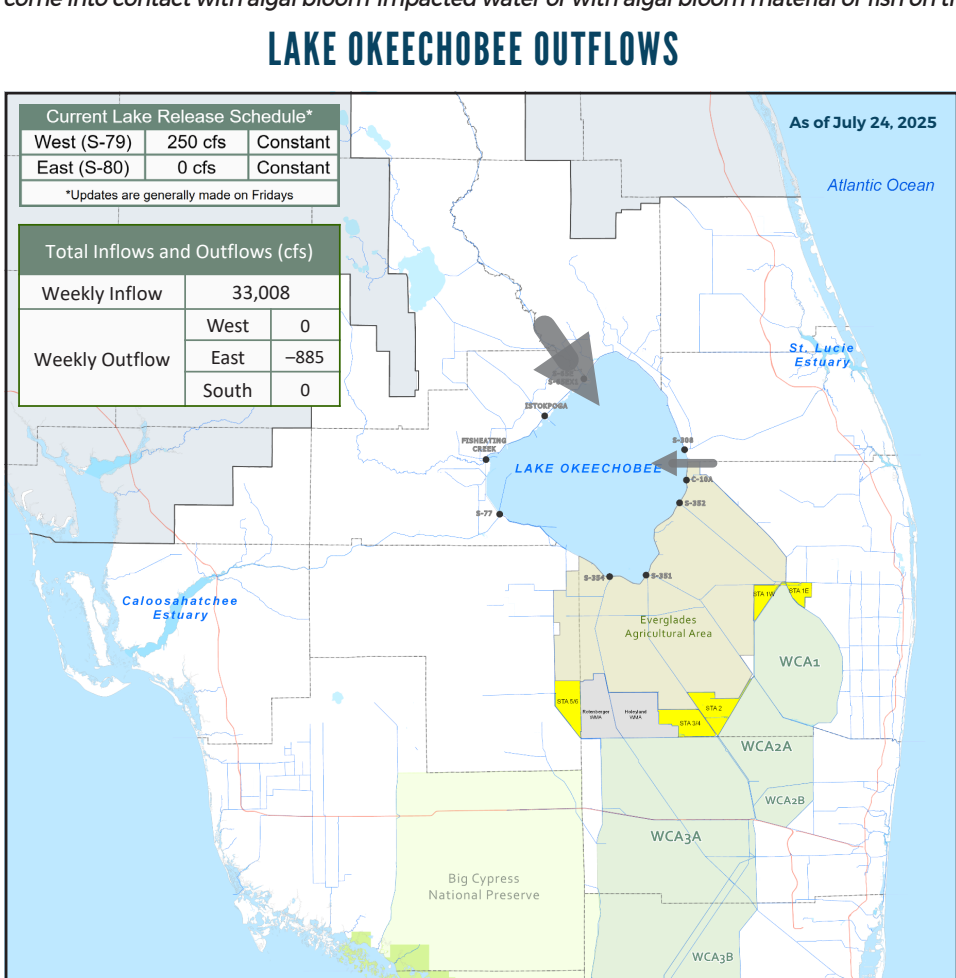 come into contact with algal bloom-impacted water or with algal bloom material or fish on
LAKE OKEECHOBEE OUTFLOWS
Current Lake Release Schedule*
West (S-79) 250 cfs Constant
East (S-80) 0 cfs Constant
*Updates are generally made on Fridays
As of July 24, 2025
Atlantic Ocean
Total Inflows and Outflows (cfs)
Weekly Inflow 33,008
Weekly Outflow
West 0
East –885
South 0
St. Lucie
Estuary
ISTOKPOGA
FISHEATING
CREEK
S-308
LAKE OKEECHOBEE
C-10A
S-352
S-77
S-354
S-351
Caloosahatchee
Estuary
STA 1W
STA 1E
Everglades
Agricultural Area
WCA1
STA 5/6
Rotenberger
WMA
Holeyland
WMA
STA 2
STA 3/4
WCA2A
WCA2B
WCA3A
Big Cypress
National Preserve
WCA3B